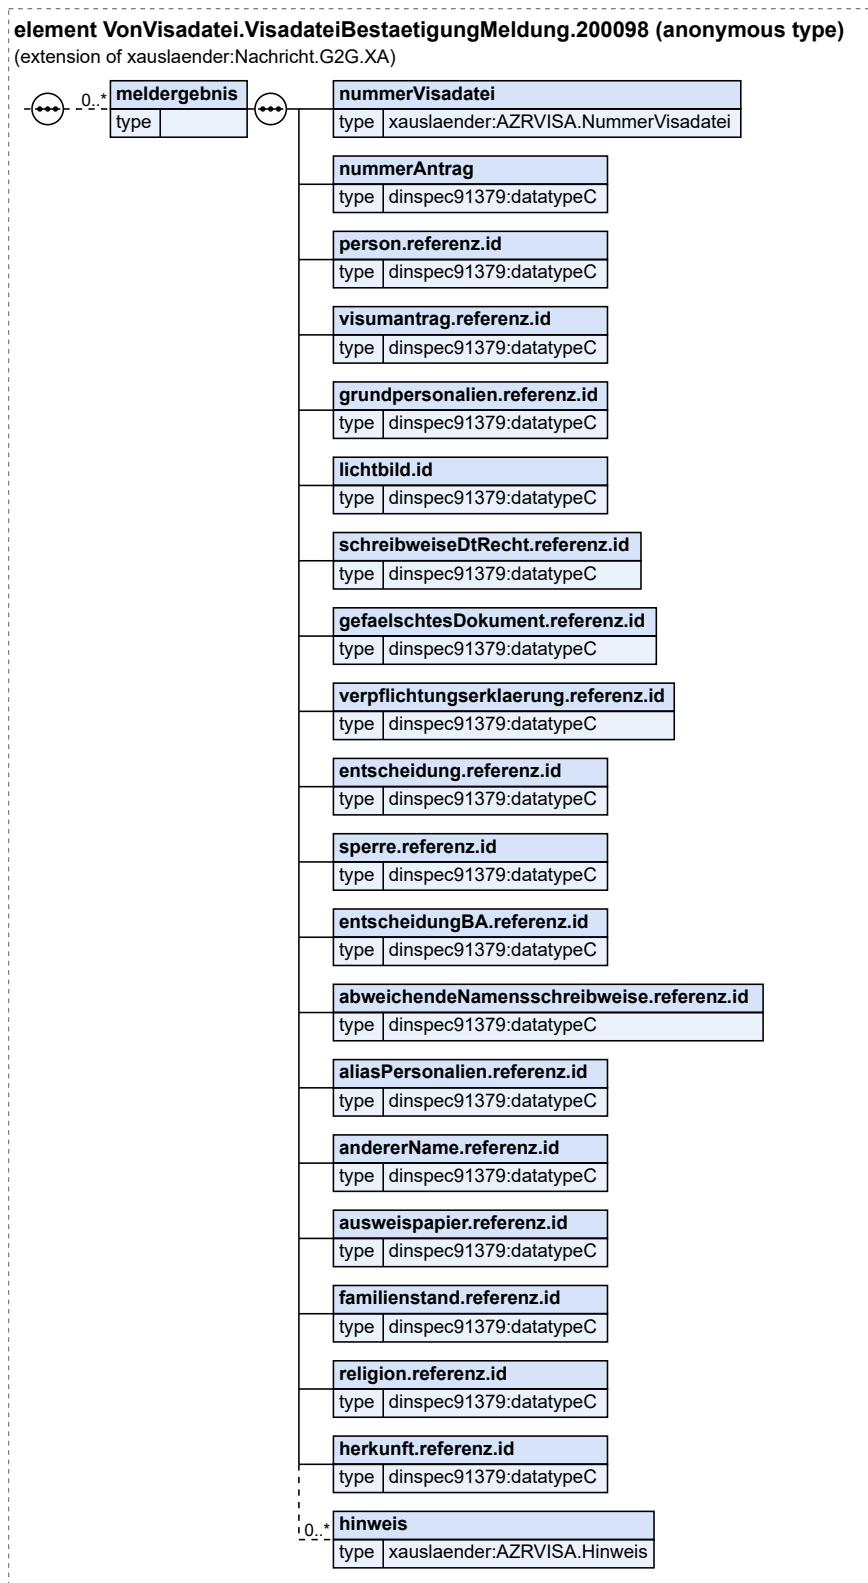 element VonVisadatei.VisadateiBestaetigungMeldung.200098 (anonymous type)
(extension of xauslaender:Nachricht.G2G.XA)
0..* meldergebnis
type
nummerVisadatei
type xauslaender:AZRVISA.NummerVisadatei
nummerAntrag
type dinspec91379:datatypeC
person.referenz.id
type dinspec91379:datatypeC
visumantrag.referenz.id
type dinspec91379:datatypeC
grundpersonalien.referenz.id
type dinspec91379:datatypeC
lichtbild.id
type dinspec91379:datatypeC
schreibweiseDtRecht.referenz.id
type dinspec91379:datatypeC
gefaelschtesDokument.referenz.id
type dinspec91379:datatypeC
verpflichtungserklaerung.referenz.id
type dinspec91379:datatypeC
entscheidung.referenz.id
type dinspec91379:datatypeC
sperre.referenz.id
type dinspec91379:datatypeC
entscheidungBA.referenz.id
type dinspec91379:datatypeC
abweichendeNamensschreibweise.referenz.id
type dinspec91379:datatypeC
aliasPersonalien.referenz.id
type dinspec91379:datatypeC
andererName.referenz.id
type dinspec91379:datatypeC
ausweispapier.referenz.id
type dinspec91379:datatypeC
familienstand.referenz.id
type dinspec91379:datatypeC
religion.referenz.id
type dinspec91379:datatypeC
herkunft.referenz.id
type dinspec91379:datatypeC
0..* hinweis
type xauslaender:AZRVISA.Hinweis